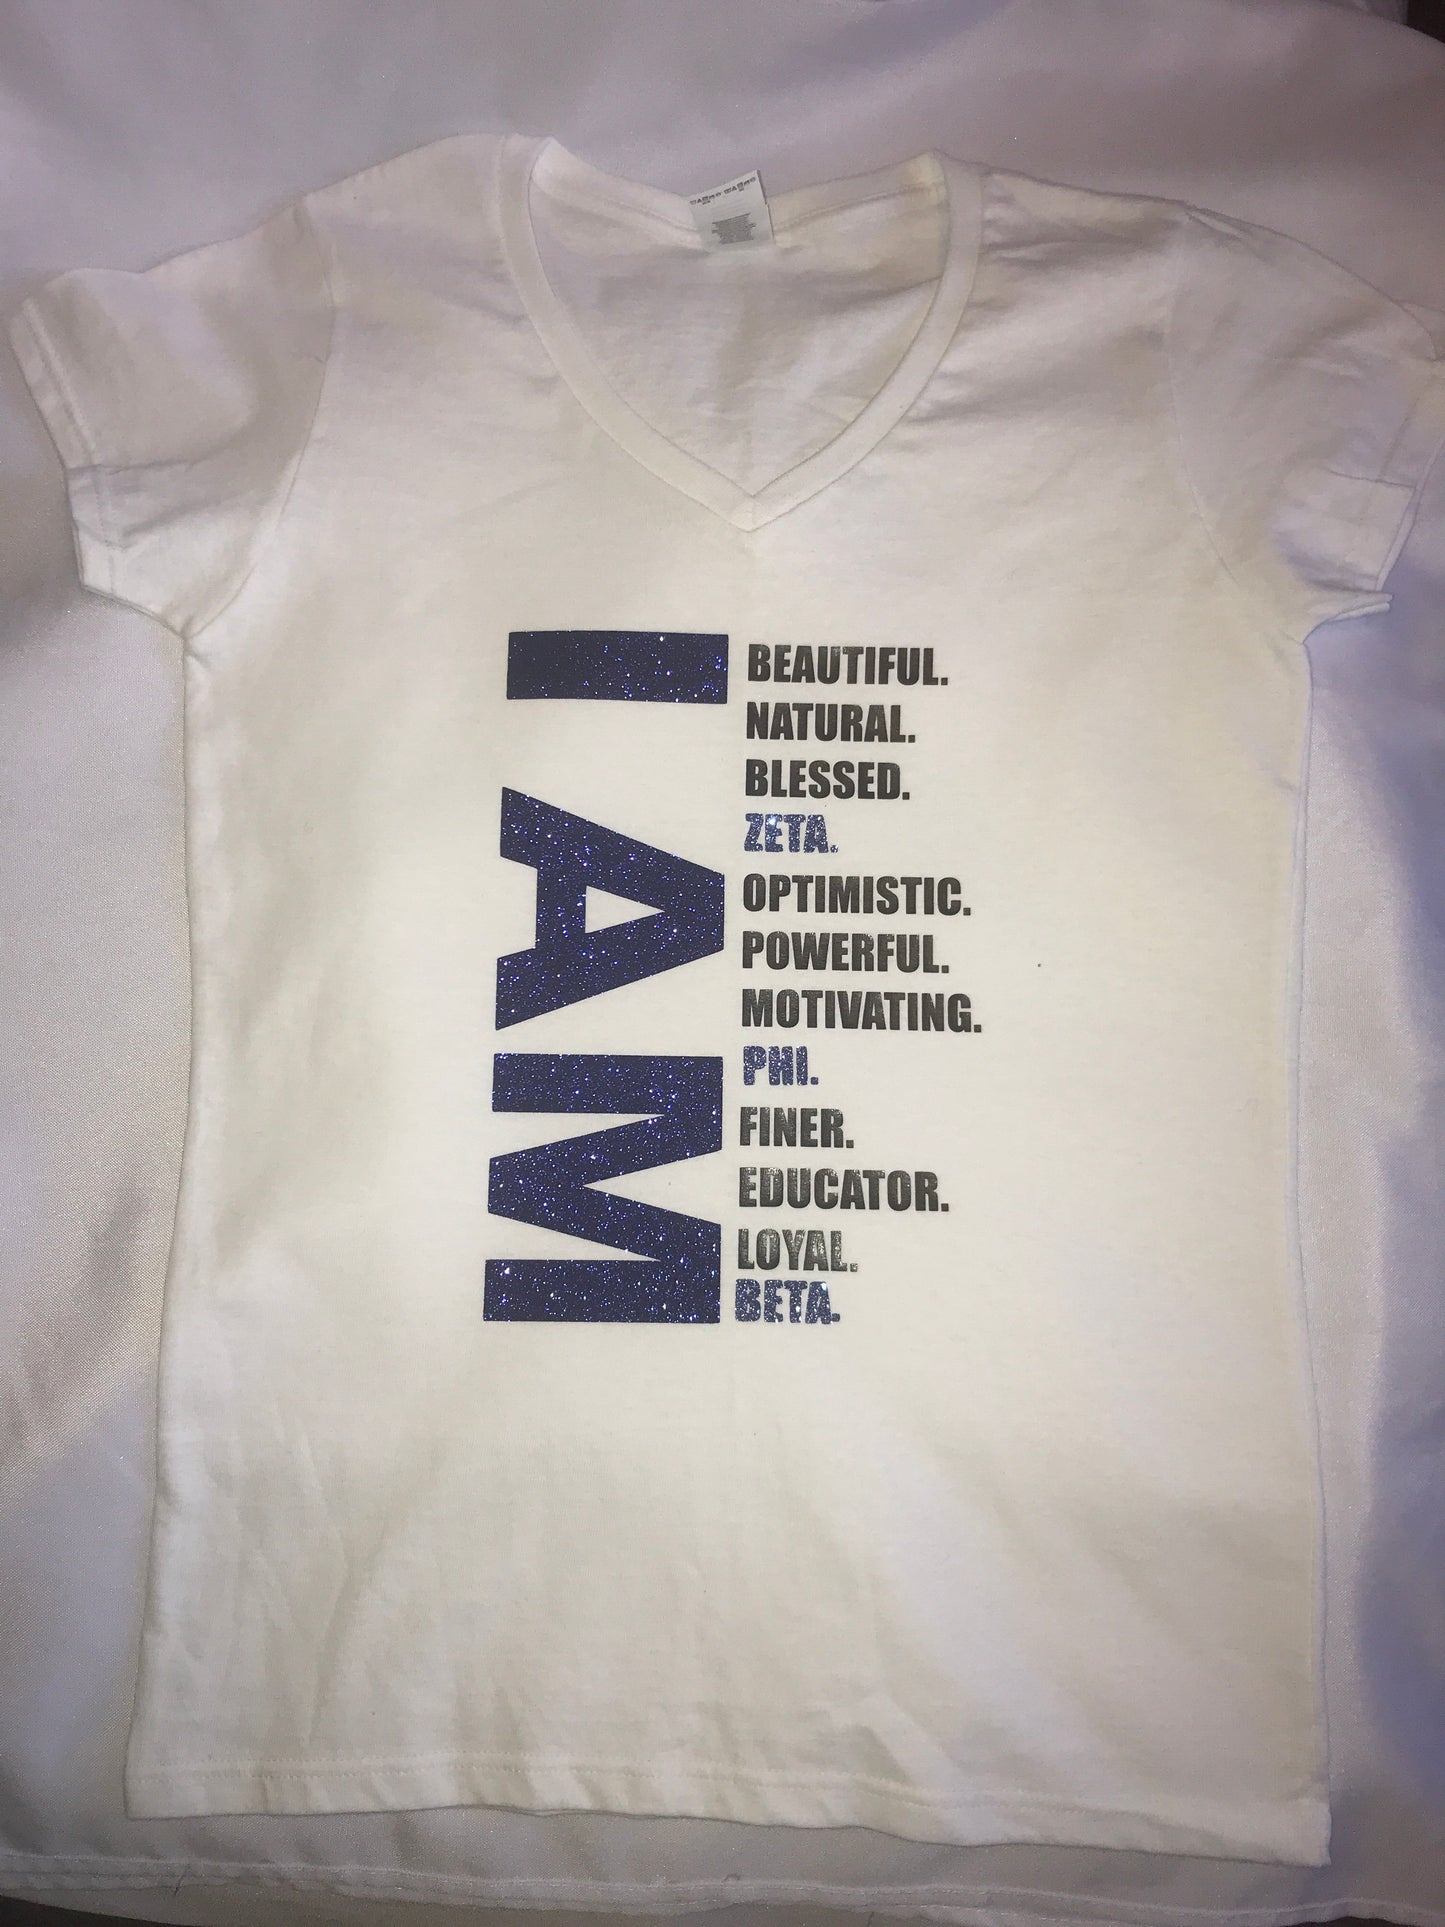 I AM
BEAUTIFUL.
NATURAL.
BLESSED.
ZETA.
OPTIMISTIC.
POWERFUL.
MOTIVATING.
PHI.
FINER.
EDUCATOR.
LOYAL.
BETA.